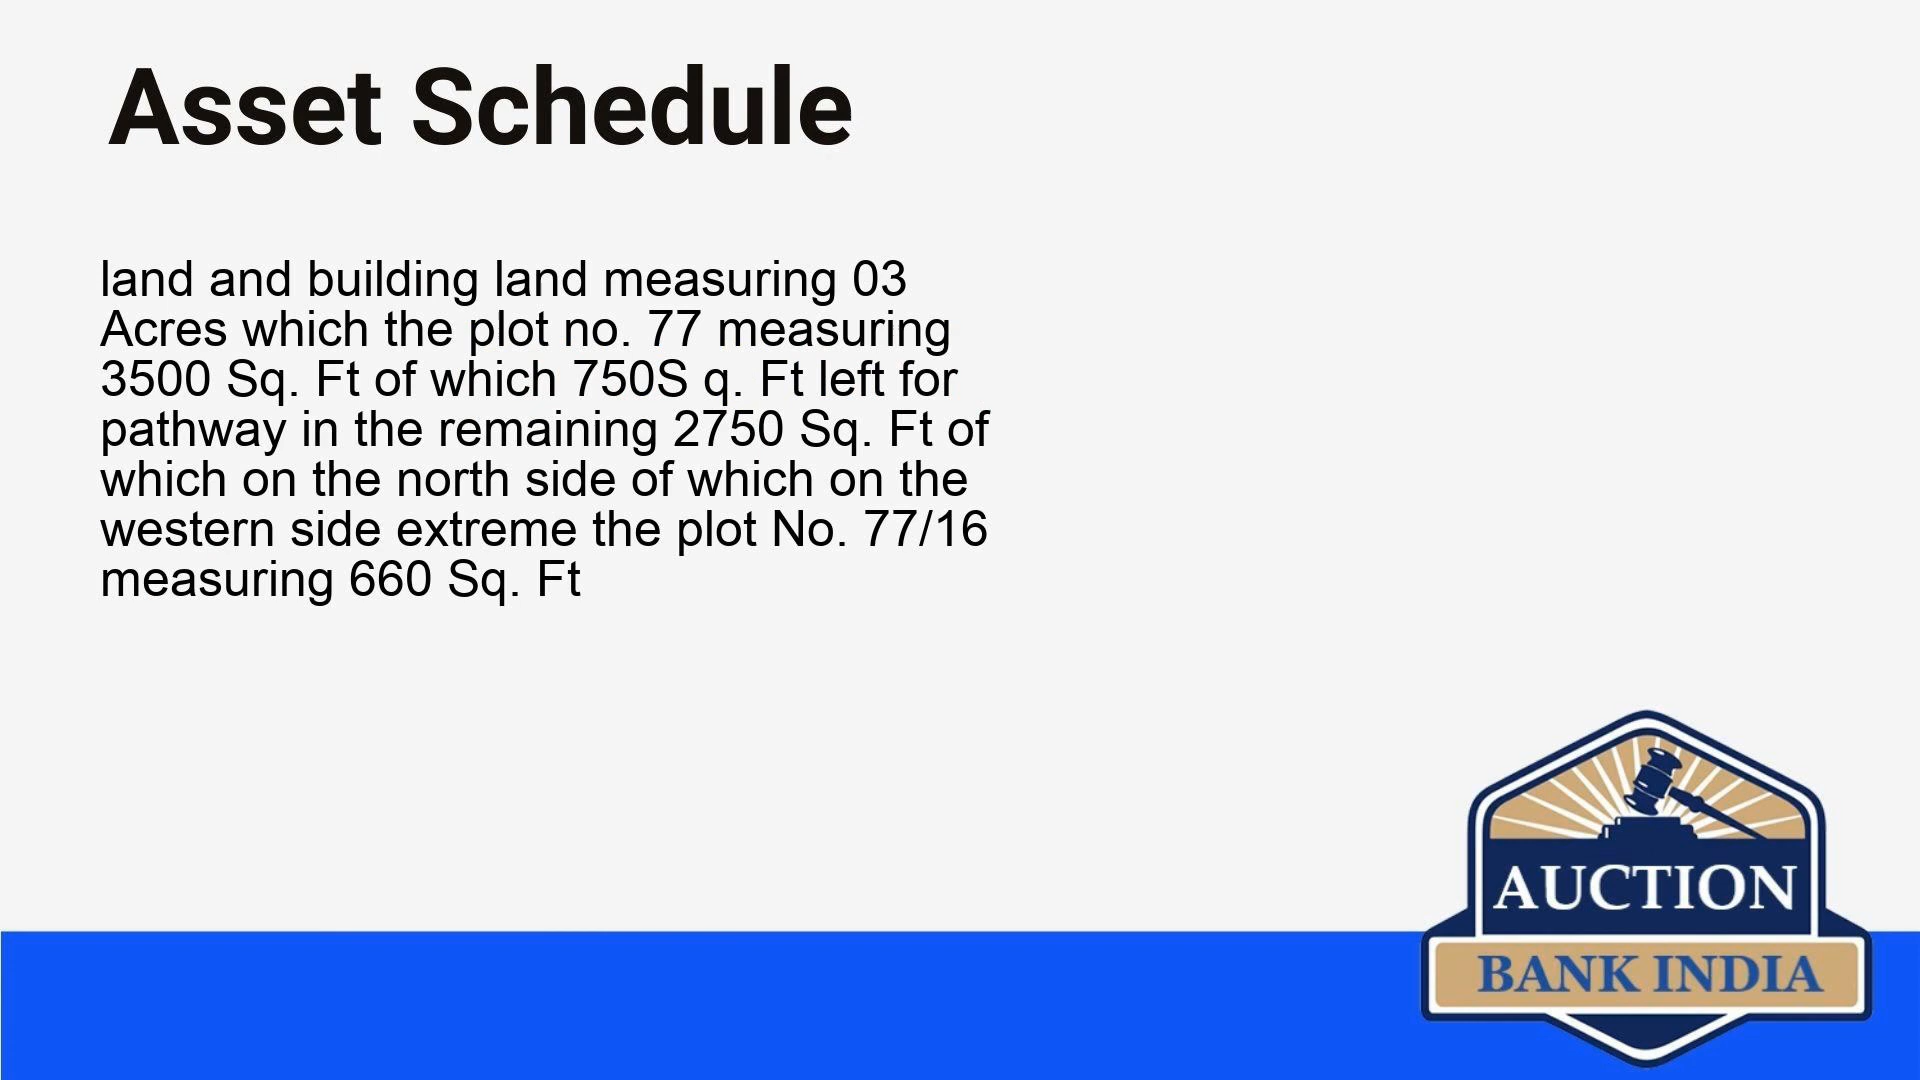 Asset Schedule
land and building land measuring 03
Acres which the plot no. 77 measuring
3500 Sq. Ft of which 750S q. Ft left for
pathway in the remaining 2750 Sq. Ft of
which on the north side of which on the
western side extreme the plot No. 77/16
measuring 660 Sq. Ft
AUCTION
BANK INDIA